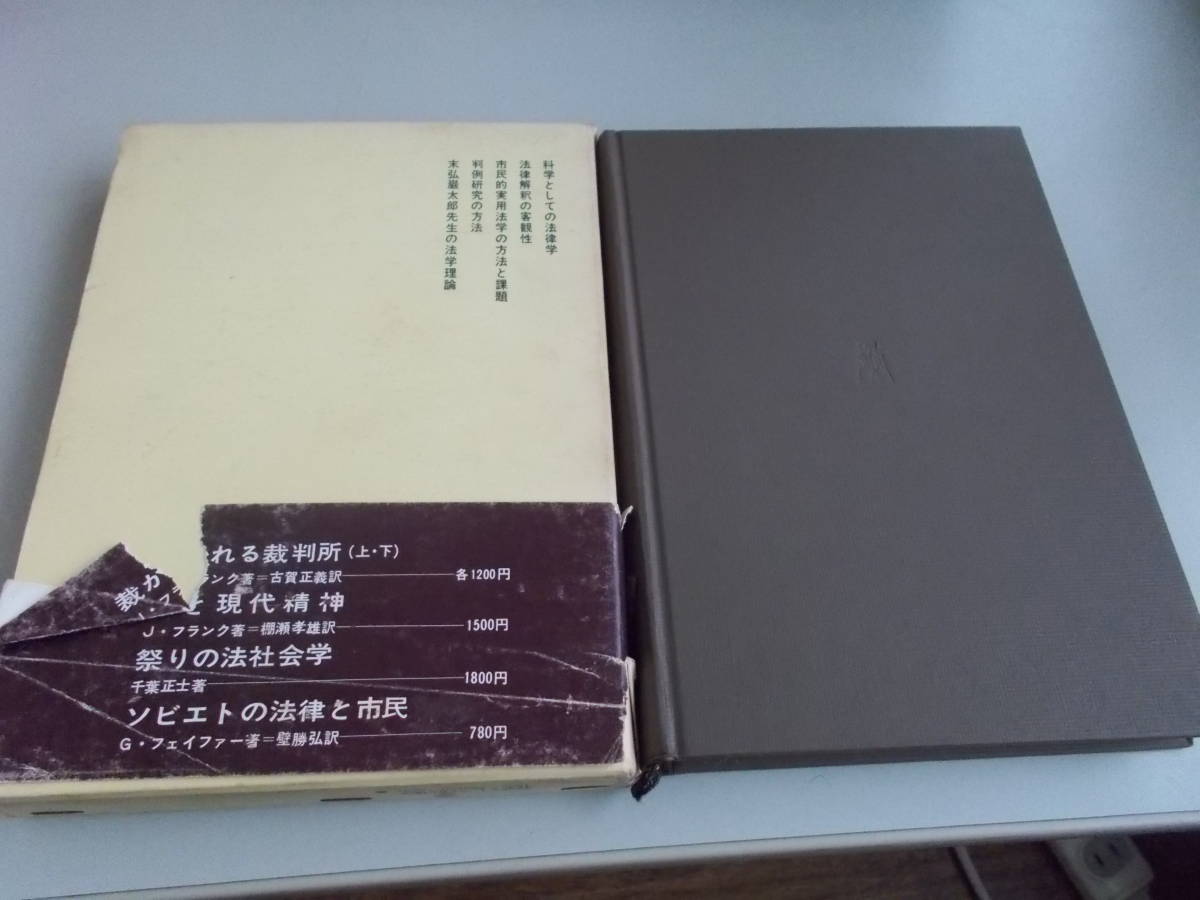 科学としての法律学
法律解釈の客観性
市民的実用法学の方法と課題
判例研究の方法
末弘巌太郎先生の法学理論
裁か れる裁判所(上・下)
J・フランク著=古賀正義訳 各1200円
と現代精神
J・フランク著=棚瀬孝雄訳 1500円
祭りの法社会学
千葉正士著 1800円
ソビエトの法律と市民
G・フェイファー著=壁勝弘訳 780円